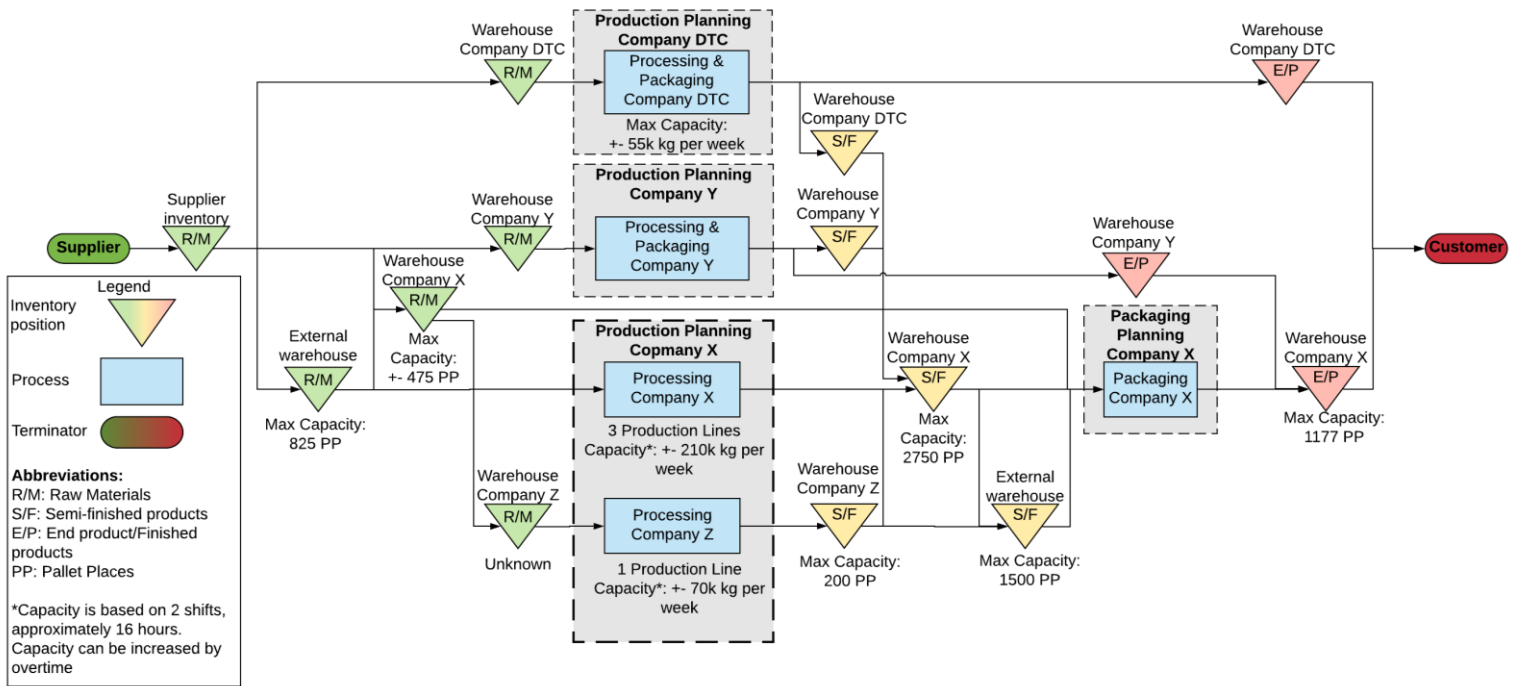 Production Planning
Company DTC
Warehouse
Company DTC
R/M
Processing &
Packaging
Company DTC
Max Capacity:
+- 55k kg per week
Warehouse
Company DTC
E/P
Warehouse
Company DTC
S/F
Production Planning
Company Y
Supplier
inventory
R/M
Supplier
Warehouse
Company Y
R/M
Processing &
Packaging
Company Y
Warehouse
Company Y
S/F
Warehouse
Company Y
E/P
Customer
Legend
Inventory
position
Process
Terminator
Abbreviations:
R/M: Raw Materials
S/F: Semi-finished products
E/P: End product/Finished
products
PP: Pallet Places
*Capacity is based on 2 shifts,
approximately 16 hours.
Capacity can be increased by
overtime
Warehouse
Company X
R/M
Max
Capacity:
+- 475 PP
External
warehouse
R/M
Max Capacity:
825 PP
Production Planning
Copmany X
Processing
Company X
3 Production Lines
Capacity*: +- 210k kg per
week
Warehouse
Company X
S/F
Max
Capacity:
2750 PP
Packaging
Planning
Company X
Packaging
Company X
Warehouse
Company X
E/P
Max Capacity:
1177 PP
Warehouse
Company Z
R/M
Unknown
Processing
Company Z
1 Production Line
Capacity*: +- 70k kg per
week
Warehouse
Company Z
S/F
Max Capacity:
200 PP
External
warehouse
S/F
Max Capacity:
1500 PP